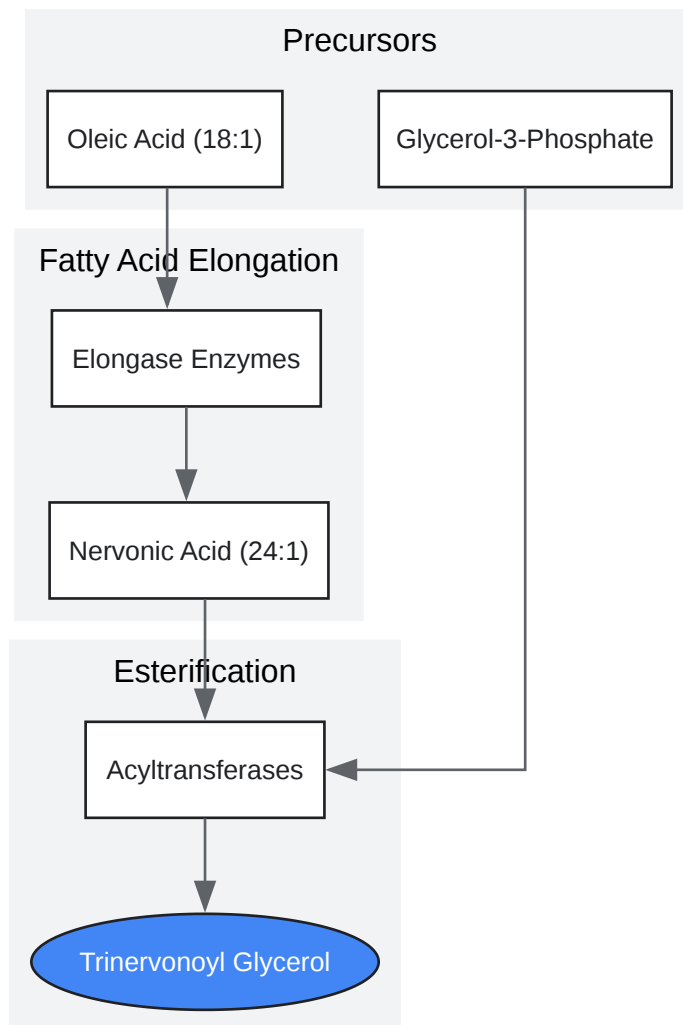 Precursors
Oleic Acid (18:1)
Glycerol-3-Phosphate
Fatty Acid Elongation
Elongase Enzymes
Nervonic Acid (24:1)
Esterification
Acyltransferases
Trinervonoyl Glycerol